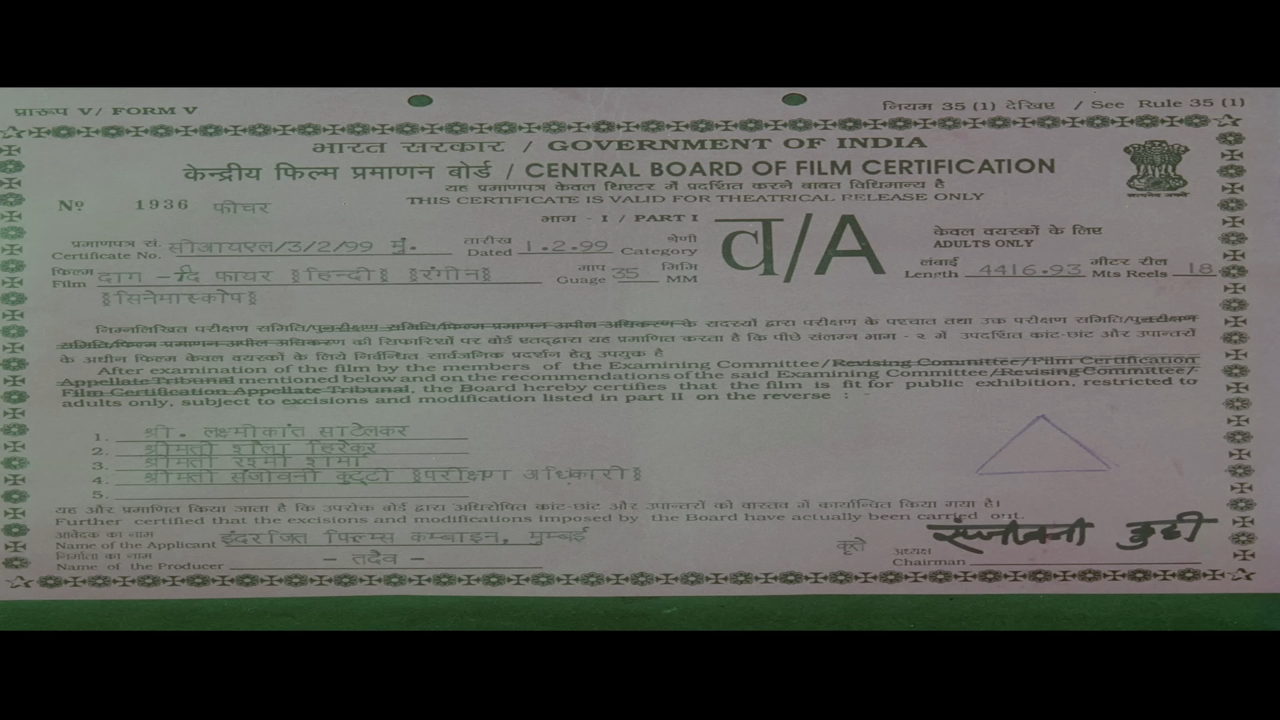 प्रारूप V/ FORM V
नियम 35 (1) देखिए / See Rule 35 (1)
भारत सरकार / GOVERNMENT OF INDIA
केन्द्रीय फिल्म प्रमाणन बोर्ड / CENTRAL BOARD OF FILM CERTIFICATION
यह प्रमाणपत्र केवल थिएटर में प्रदर्शित करने बाबत विधिमान्य है
THIS CERTIFICATE IS VALID FOR THEATRICAL RELEASE ONLY
सत्यमेव जयते
Nº 1936 फीचर
भाग - I / PART I
व/A
केवल वयस्कों के लिए
ADULTS ONLY
प्रमाणपत्र सं. सीआयएल/3/2/99 मुं. तारीख 1.2.99 श्रेणी
Certificate No. Dated Category
फिल्म दाग -द फायर §हिन्दी§ §रंगीन§ माप 35 मिमि
Film Guage MM
लंबाई 4416.93 मीटर रील 18
Length Mts Reels
§सिनेमास्कोप§
निम्नलिखित परीक्षण समिति/पुनरीक्षण समिति/फिल्म प्रमाणन अपील अधिकरण के सदस्यों द्वारा परीक्षण के पश्चात तथा उक्त परीक्षण समिति/पुनरीक्षण
समिति/फिल्म प्रमाणन अपील अधिकरण की सिफारिशों पर बोर्ड एतद्द्वारा यह प्रमाणित करता है कि पीछे संलग्न भाग - २ में उपदर्शित कांट-छांट और उपान्तरों
के अधीन फिल्म केवल वयस्कों के लिये निर्बन्धित सार्वजनिक प्रदर्शन हेतु उपयुक्त है
After examination of the film by the members of the Examining Committee/Revising Committee/Film Certification
Appellate Tribunal mentioned below and on the recommendations of the said Examining Committee/Revising Committee/
Film Certification Appellate Tribunal, the Board hereby certifies that the film is fit for public exhibition, restricted to
adults only, subject to excisions and modification listed in part II on the reverse : -
1. श्री. लक्ष्मीकांत साटेलकर
2. श्रीमती शैला हिरेकर
3. श्रीमती रश्मी शर्मा
4. श्रीमती संजीवनी कुट्टी §परीक्षण अधिकारी§
5.
यह और प्रमाणित किया जाता है कि उपरोक्त बोर्ड द्वारा अधिरोपित कांट-छांट और उपान्तरों को वास्तव में कार्यान्वित किया गया है।
Further certified that the excisions and modifications imposed by the Board have actually been carried out.
आवेदक का नाम इंदरजित फिल्म्स कम्बाइन, मुम्बई
Name of the Applicant
निर्माता का नाम - तदैव -
Name of the Producer
कृते संजीवनी कुट्टी
अध्यक्ष
Chairman